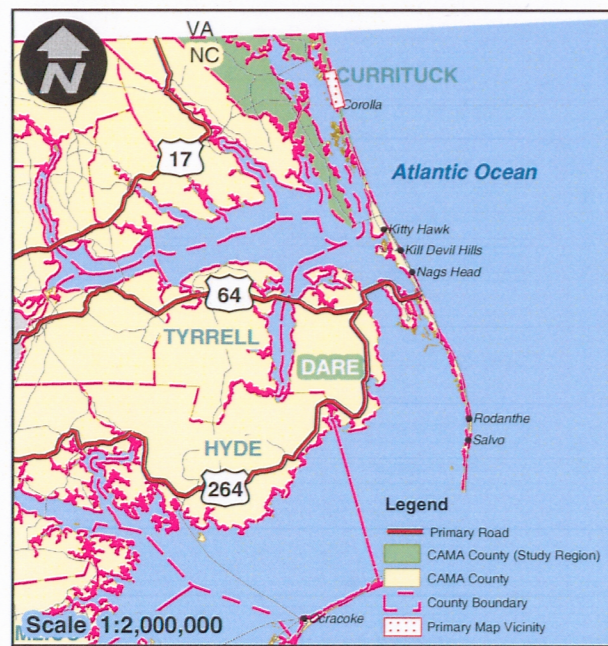 N
VA
NC
CURRITUCK
Corolla
17
Atlantic Ocean
Kitty Hawk
Kill Devil Hills
Nags Head
64
TYRRELL
DARE
Rodanthe
Salvo
HYDE
264
Legend
Primary Road
CAMA County (Study Region)
CAMA County
County Boundary
Primary Map Vicinity
Ocracoke
Scale 1:2,000,000